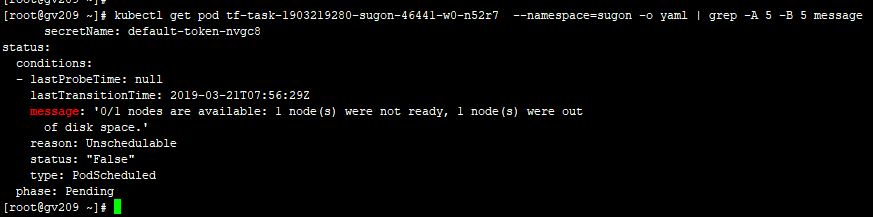 [root@gv209 ~]# kubectl get pod tf-task-1903219280-sugon-46441-w0-n52r7  --namespace=sugon -o yaml | grep -A 5 -B 5 message
      secretName: default-token-nvgc8
status:
  conditions:
  - lastProbeTime: null
    lastTransitionTime: 2019-03-21T07:56:29Z
    message: '0/1 nodes are available: 1 node(s) were not ready, 1 node(s) were out
      of disk space.'
    reason: Unschedulable
    status: "False"
    type: PodScheduled
  phase: Pending
[root@gv209 ~]#